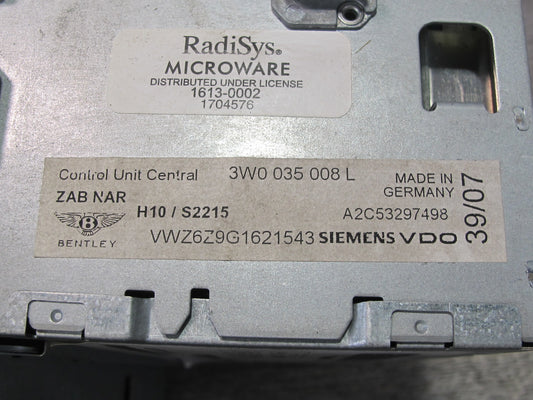 RadiSys®
MICROWARE
DISTRIBUTED UNDER LICENSE
1613-0002
1704576
Control Unit Central 3W0 035 008 L MADE IN GERMANY
ZAB NAR
H10 / S2215 A2C53297498
B
BENTLEY
VWZ6Z9G1621543 SIEMENS VDO
39/07